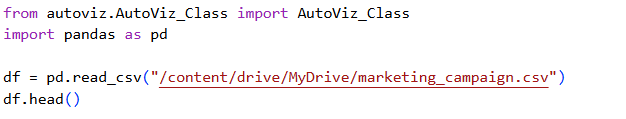 from autoviz.AutoViz_Class import AutoViz_Class
import pandas as pd
df = pd.read_csv("/content/drive/MyDrive/marketing_campaign.csv")
df.head()